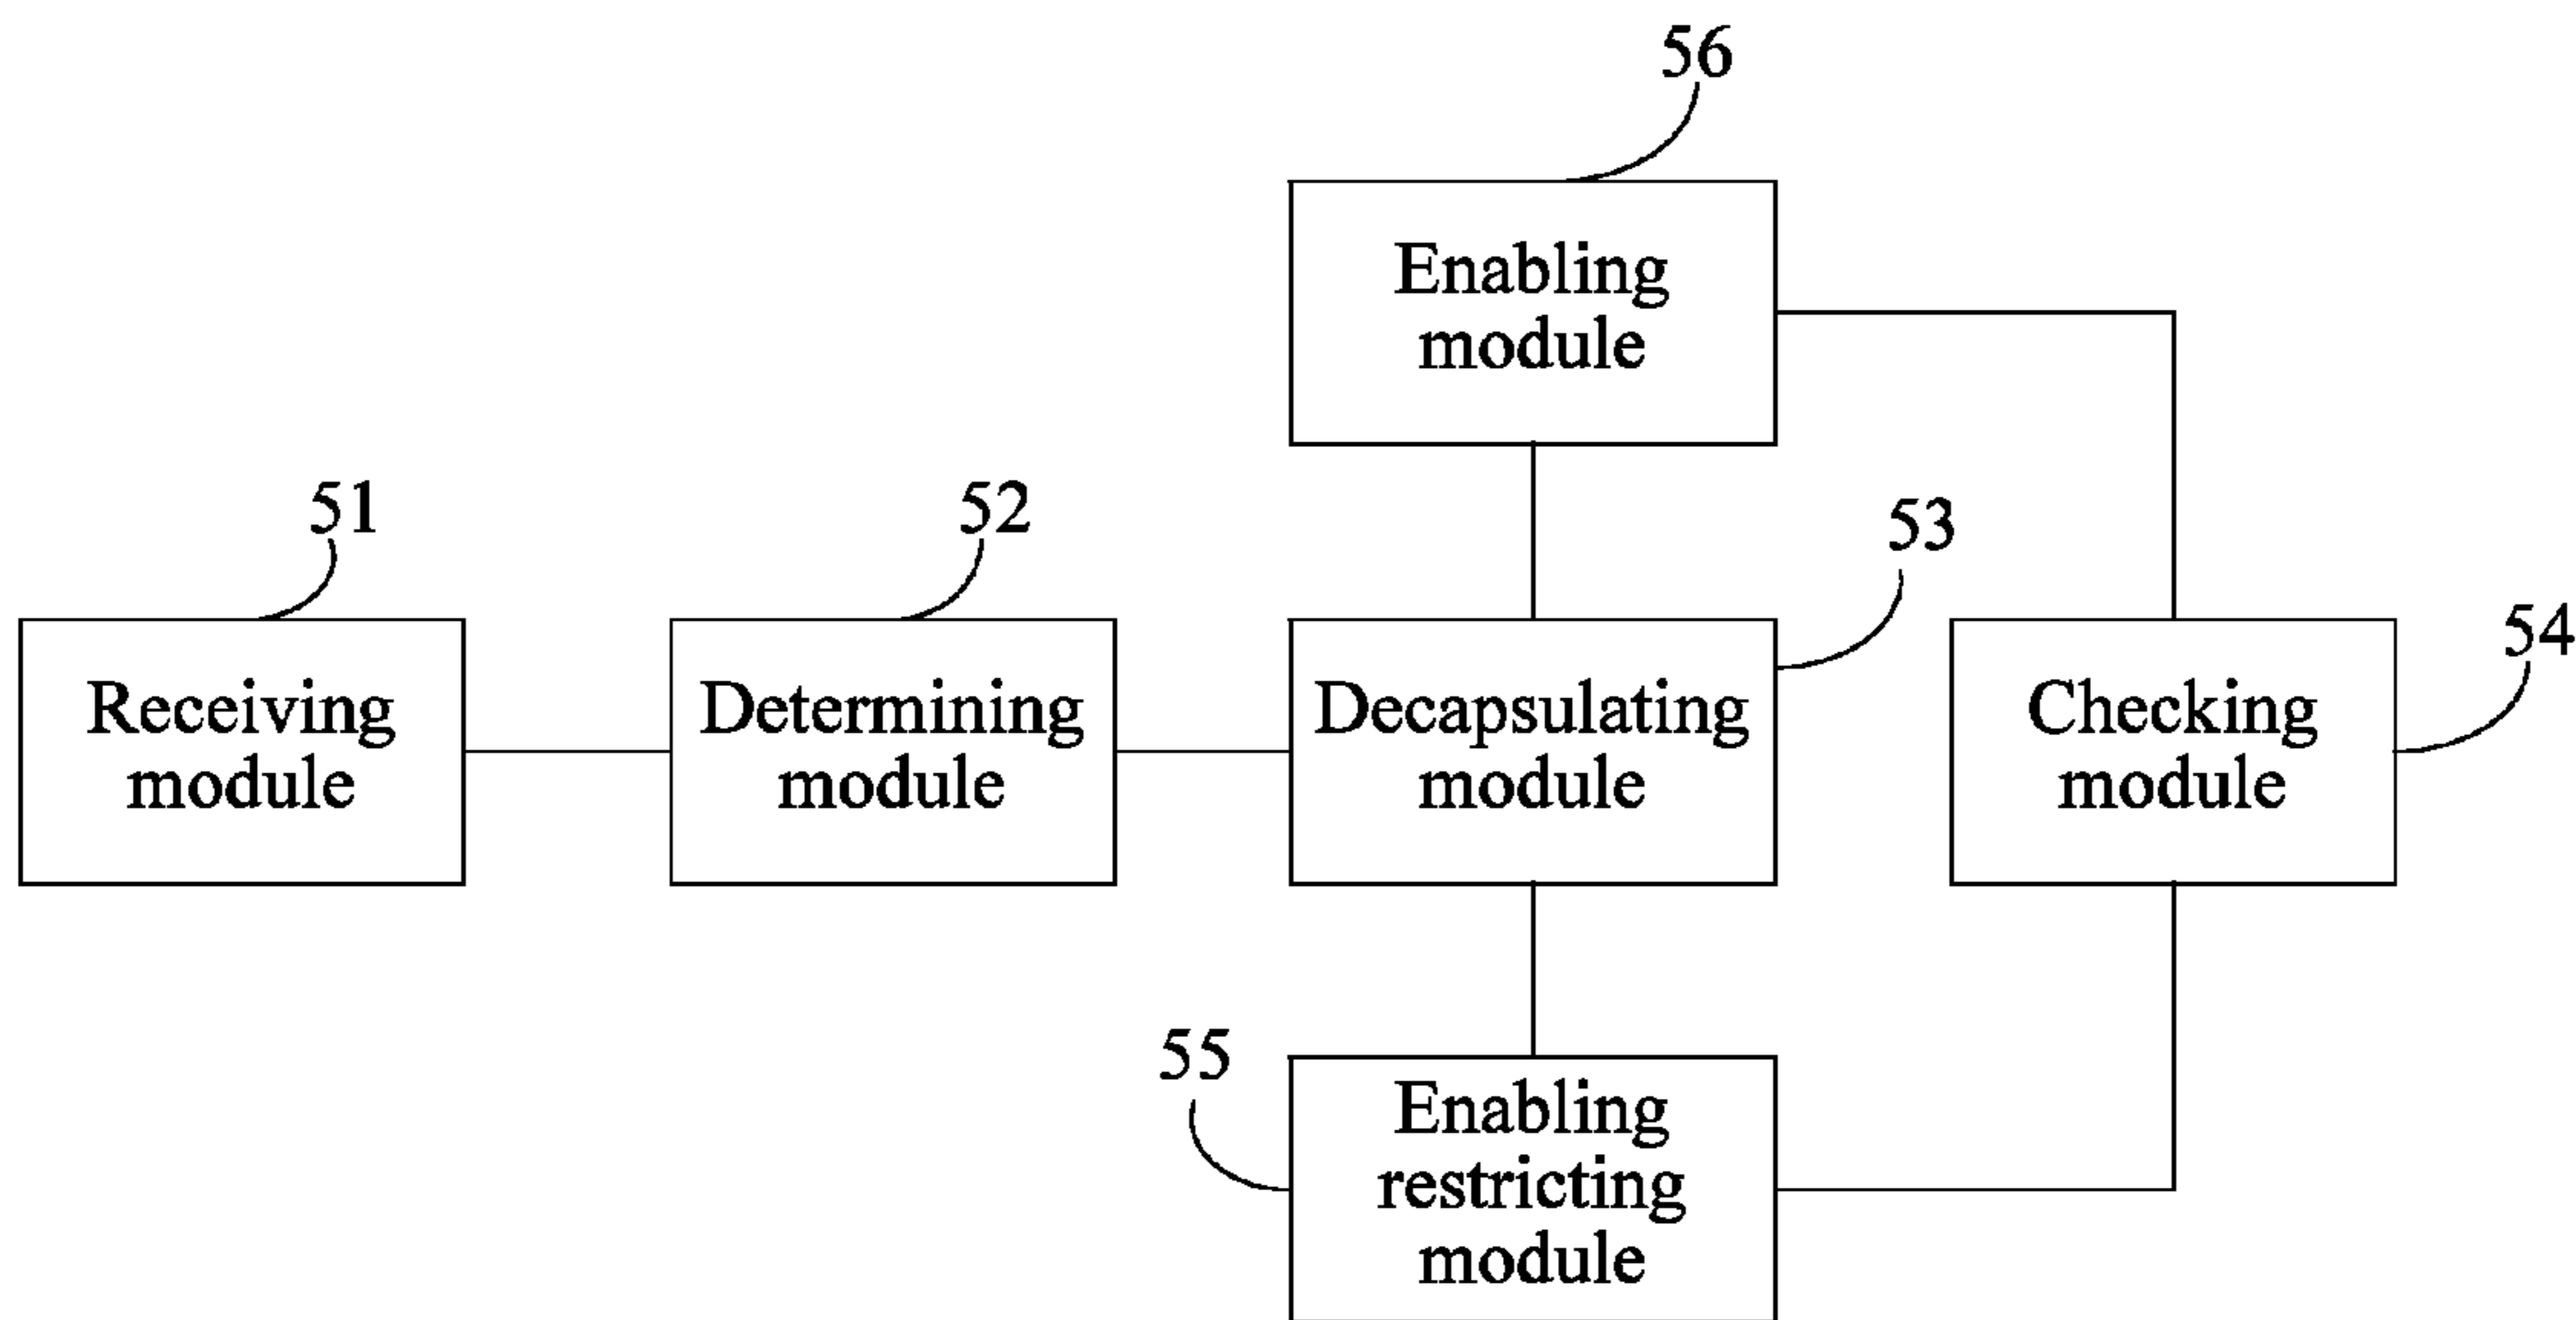 56
Enabling
module
51
52
53
54
Receiving
module
Determining
module
Decapsulating
module
Checking
module
55
Enabling
restricting
module